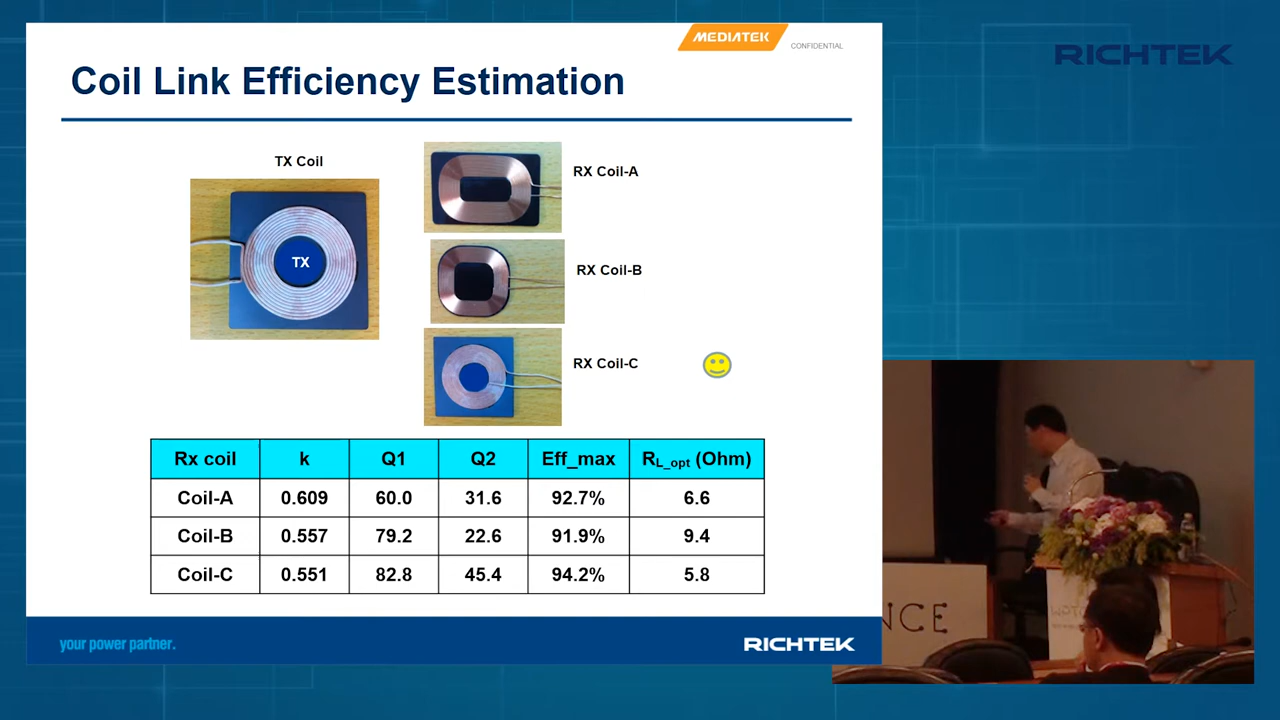 MEDIATEK
CONFIDENTIAL
RICHTEK
Coil Link Efficiency Estimation
TX Coil
TX
RX Coil-A
RX Coil-B
RX Coil-C
Rx coil k Q1 Q2 Eff_max RL_opt (Ohm)
Coil-A 0.609 60.0 31.6 92.7% 6.6
Coil-B 0.557 79.2 22.6 91.9% 9.4
Coil-C 0.551 82.8 45.4 94.2% 5.8
your power partner.
RICHTEK
NCE